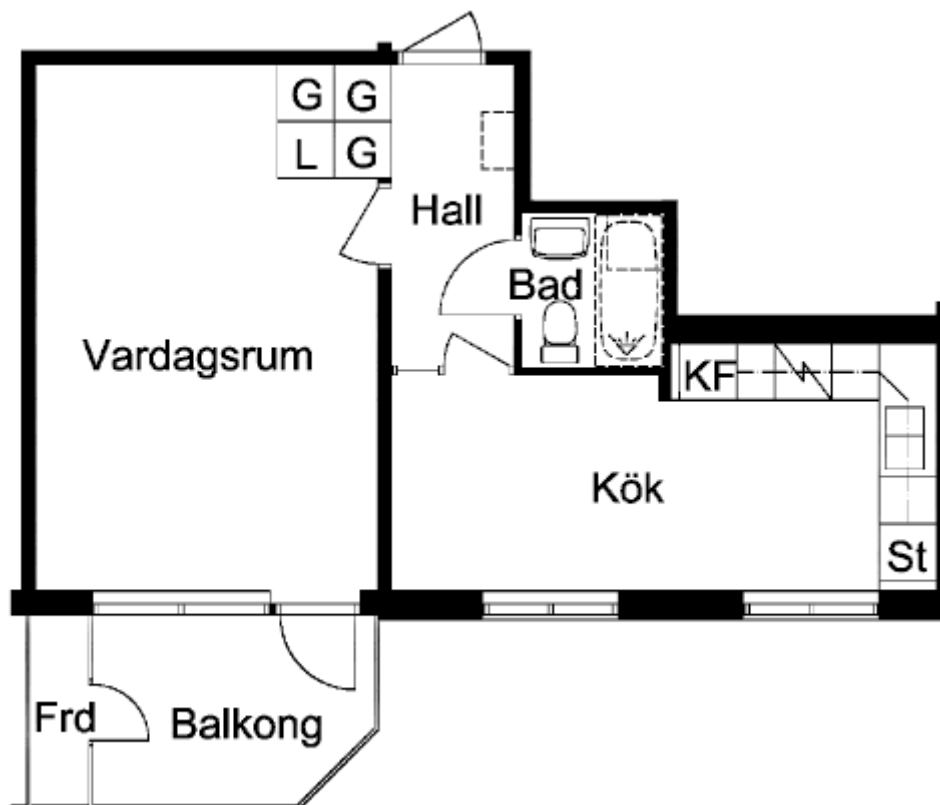 G G
L G
Hall
Bad
Vardagsrum
KF
Kök
St
Frd
Balkong